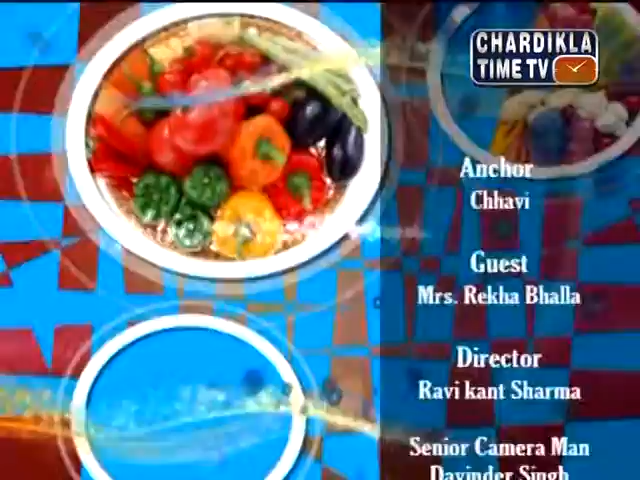 CHARDIKLA
TIME TV
Anchor
Chhavi
Guest
Mrs. Rekha Bhalla
Director
Ravi kant Sharma
Senior Camera Man
Davinder Singh